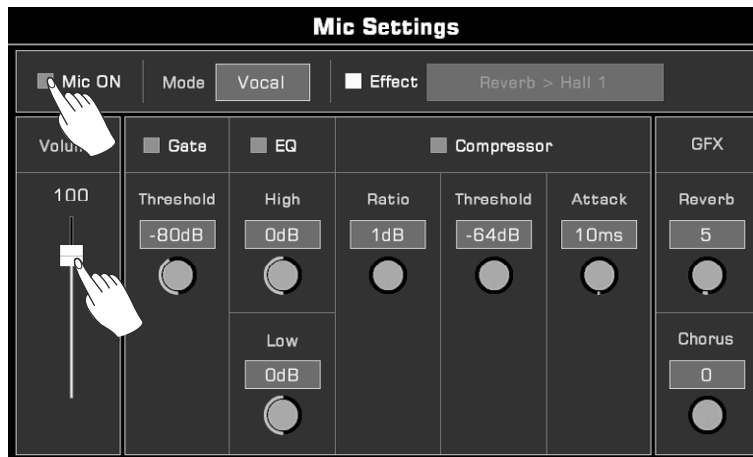 Mic Settings
Mic ON Mode Vocal Effect Reverb > Hall 1
Gate EQ Compressor GFX
100 Threshold High Ratio Threshold Attack Reverb
-80dB 0dB 1dB -64dB 10ms 5
Low Chorus
0dB 0